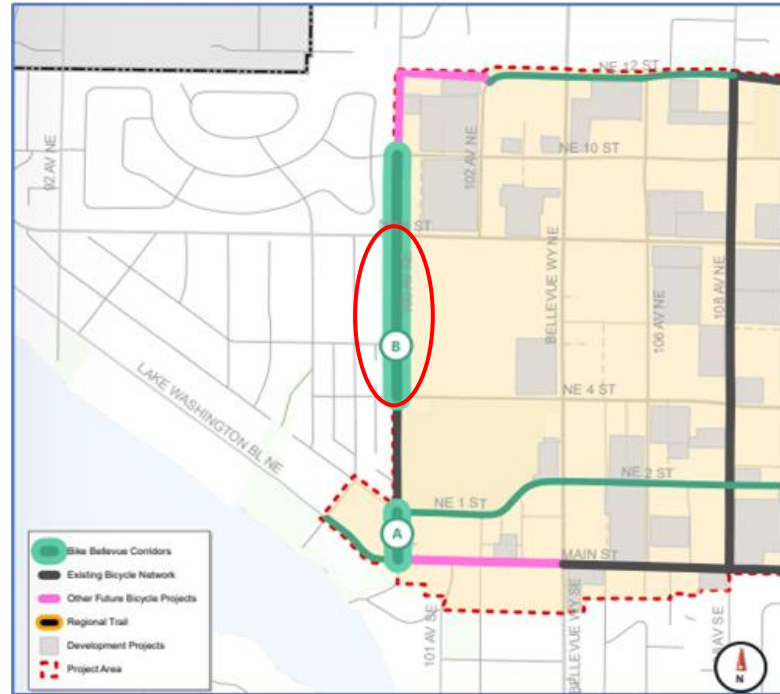 NE 12 ST
92 AV NE
102 AV NE
NE 10 ST
ST
BELLEVUE WY NE
106 AV NE
108 AV NE
B
LAKE WASHINGTON BL NE
NE 4 ST
NE 2 ST
NE 1 ST
A
MAIN ST
101 AV SE
BELLEVUE WY SE
8 AV SE
Bike Bellevue Corridors
Existing Bicycle Network
Other Future Bicycle Projects
Regional Trail
Development Projects
Project Area
N